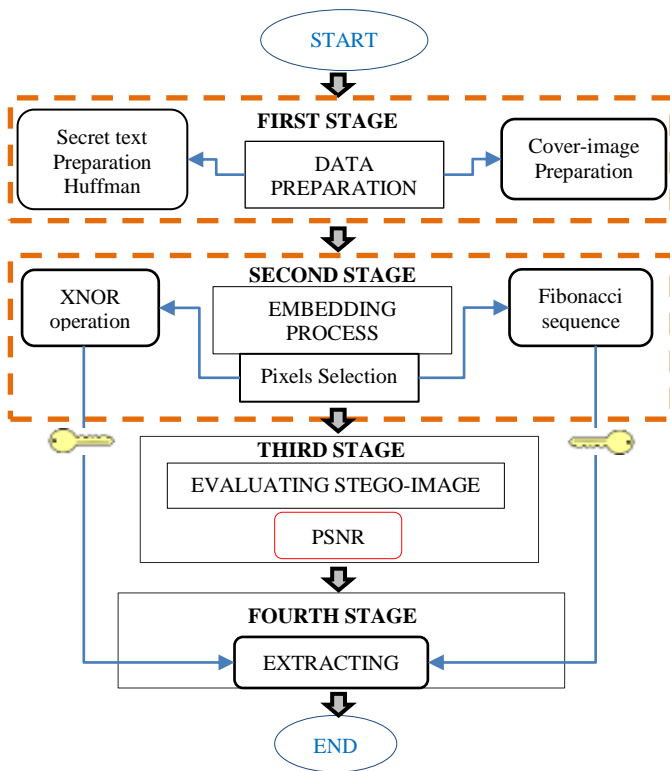 START
FIRST STAGE
Secret text
Preparation
Huffman
DATA
PREPARATION
Cover-image
Preparation
SECOND STAGE
XNOR
operation
EMBEDDING
PROCESS
Pixels Selection
Fibonacci
sequence
THIRD STAGE
EVALUATING STEGO-IMAGE
PSNR
FOURTH STAGE
EXTRACTING
END